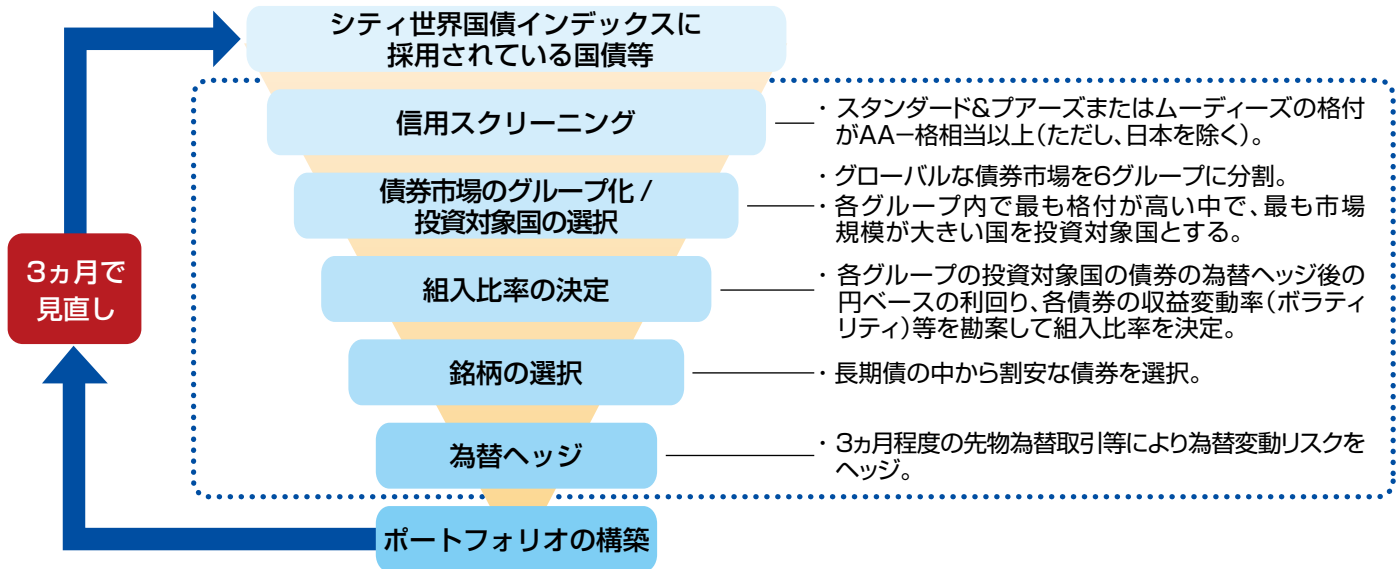 シティ世界国債インデックスに
採用されている国債等
信用スクリーニング
・スタンダード&プアーズまたはムーディーズの格付
がAA−格相当以上(ただし、日本を除く)。
債券市場のグループ化 /
投資対象国の選択
・グローバルな債券市場を6グループに分割。
・各グループ内で最も格付が高い中で、最も市場
規模が大きい国を投資対象国とする。
組入比率の決定
・各グループの投資対象国の債券の為替ヘッジ後の
円ベースの利回り、各債券の収益変動率(ボラティ
リティ)等を勘案して組入比率を決定。
銘柄の選択
・長期債の中から割安な債券を選択。
為替ヘッジ
・3ヵ月程度の先物為替取引等により為替変動リスクを
ヘッジ。
ポートフォリオの構築
3ヵ月で
見直し